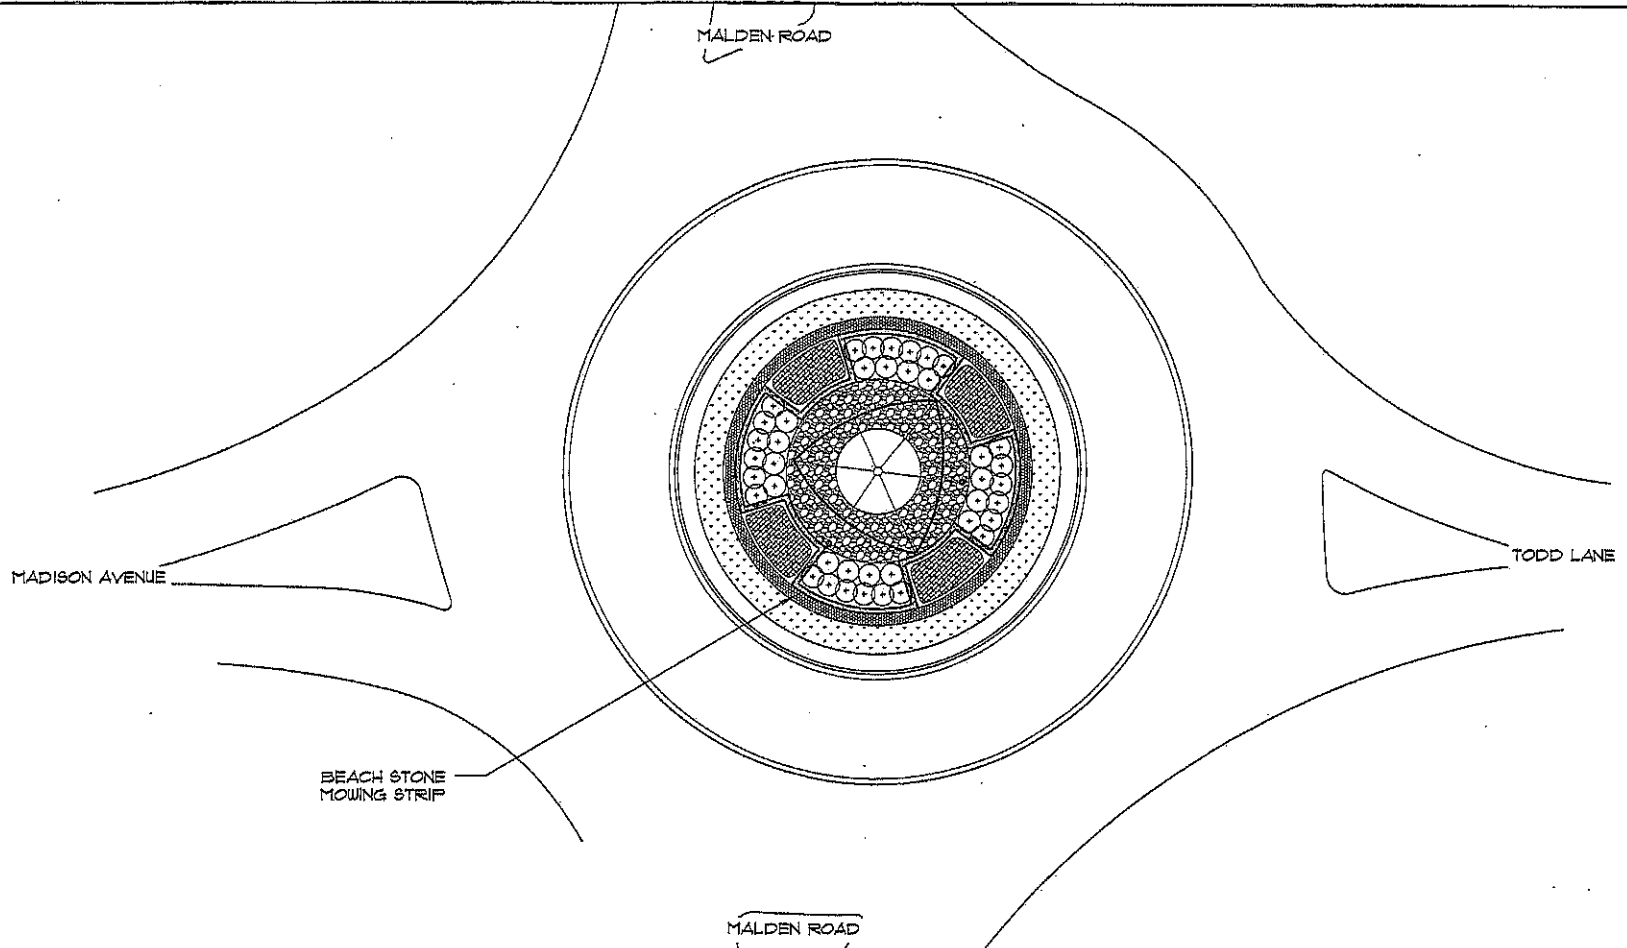 MALDEN ROAD
MADISON AVENUE
TODD LANE
BEACH STONE
MOWING STRIP
MALDEN ROAD